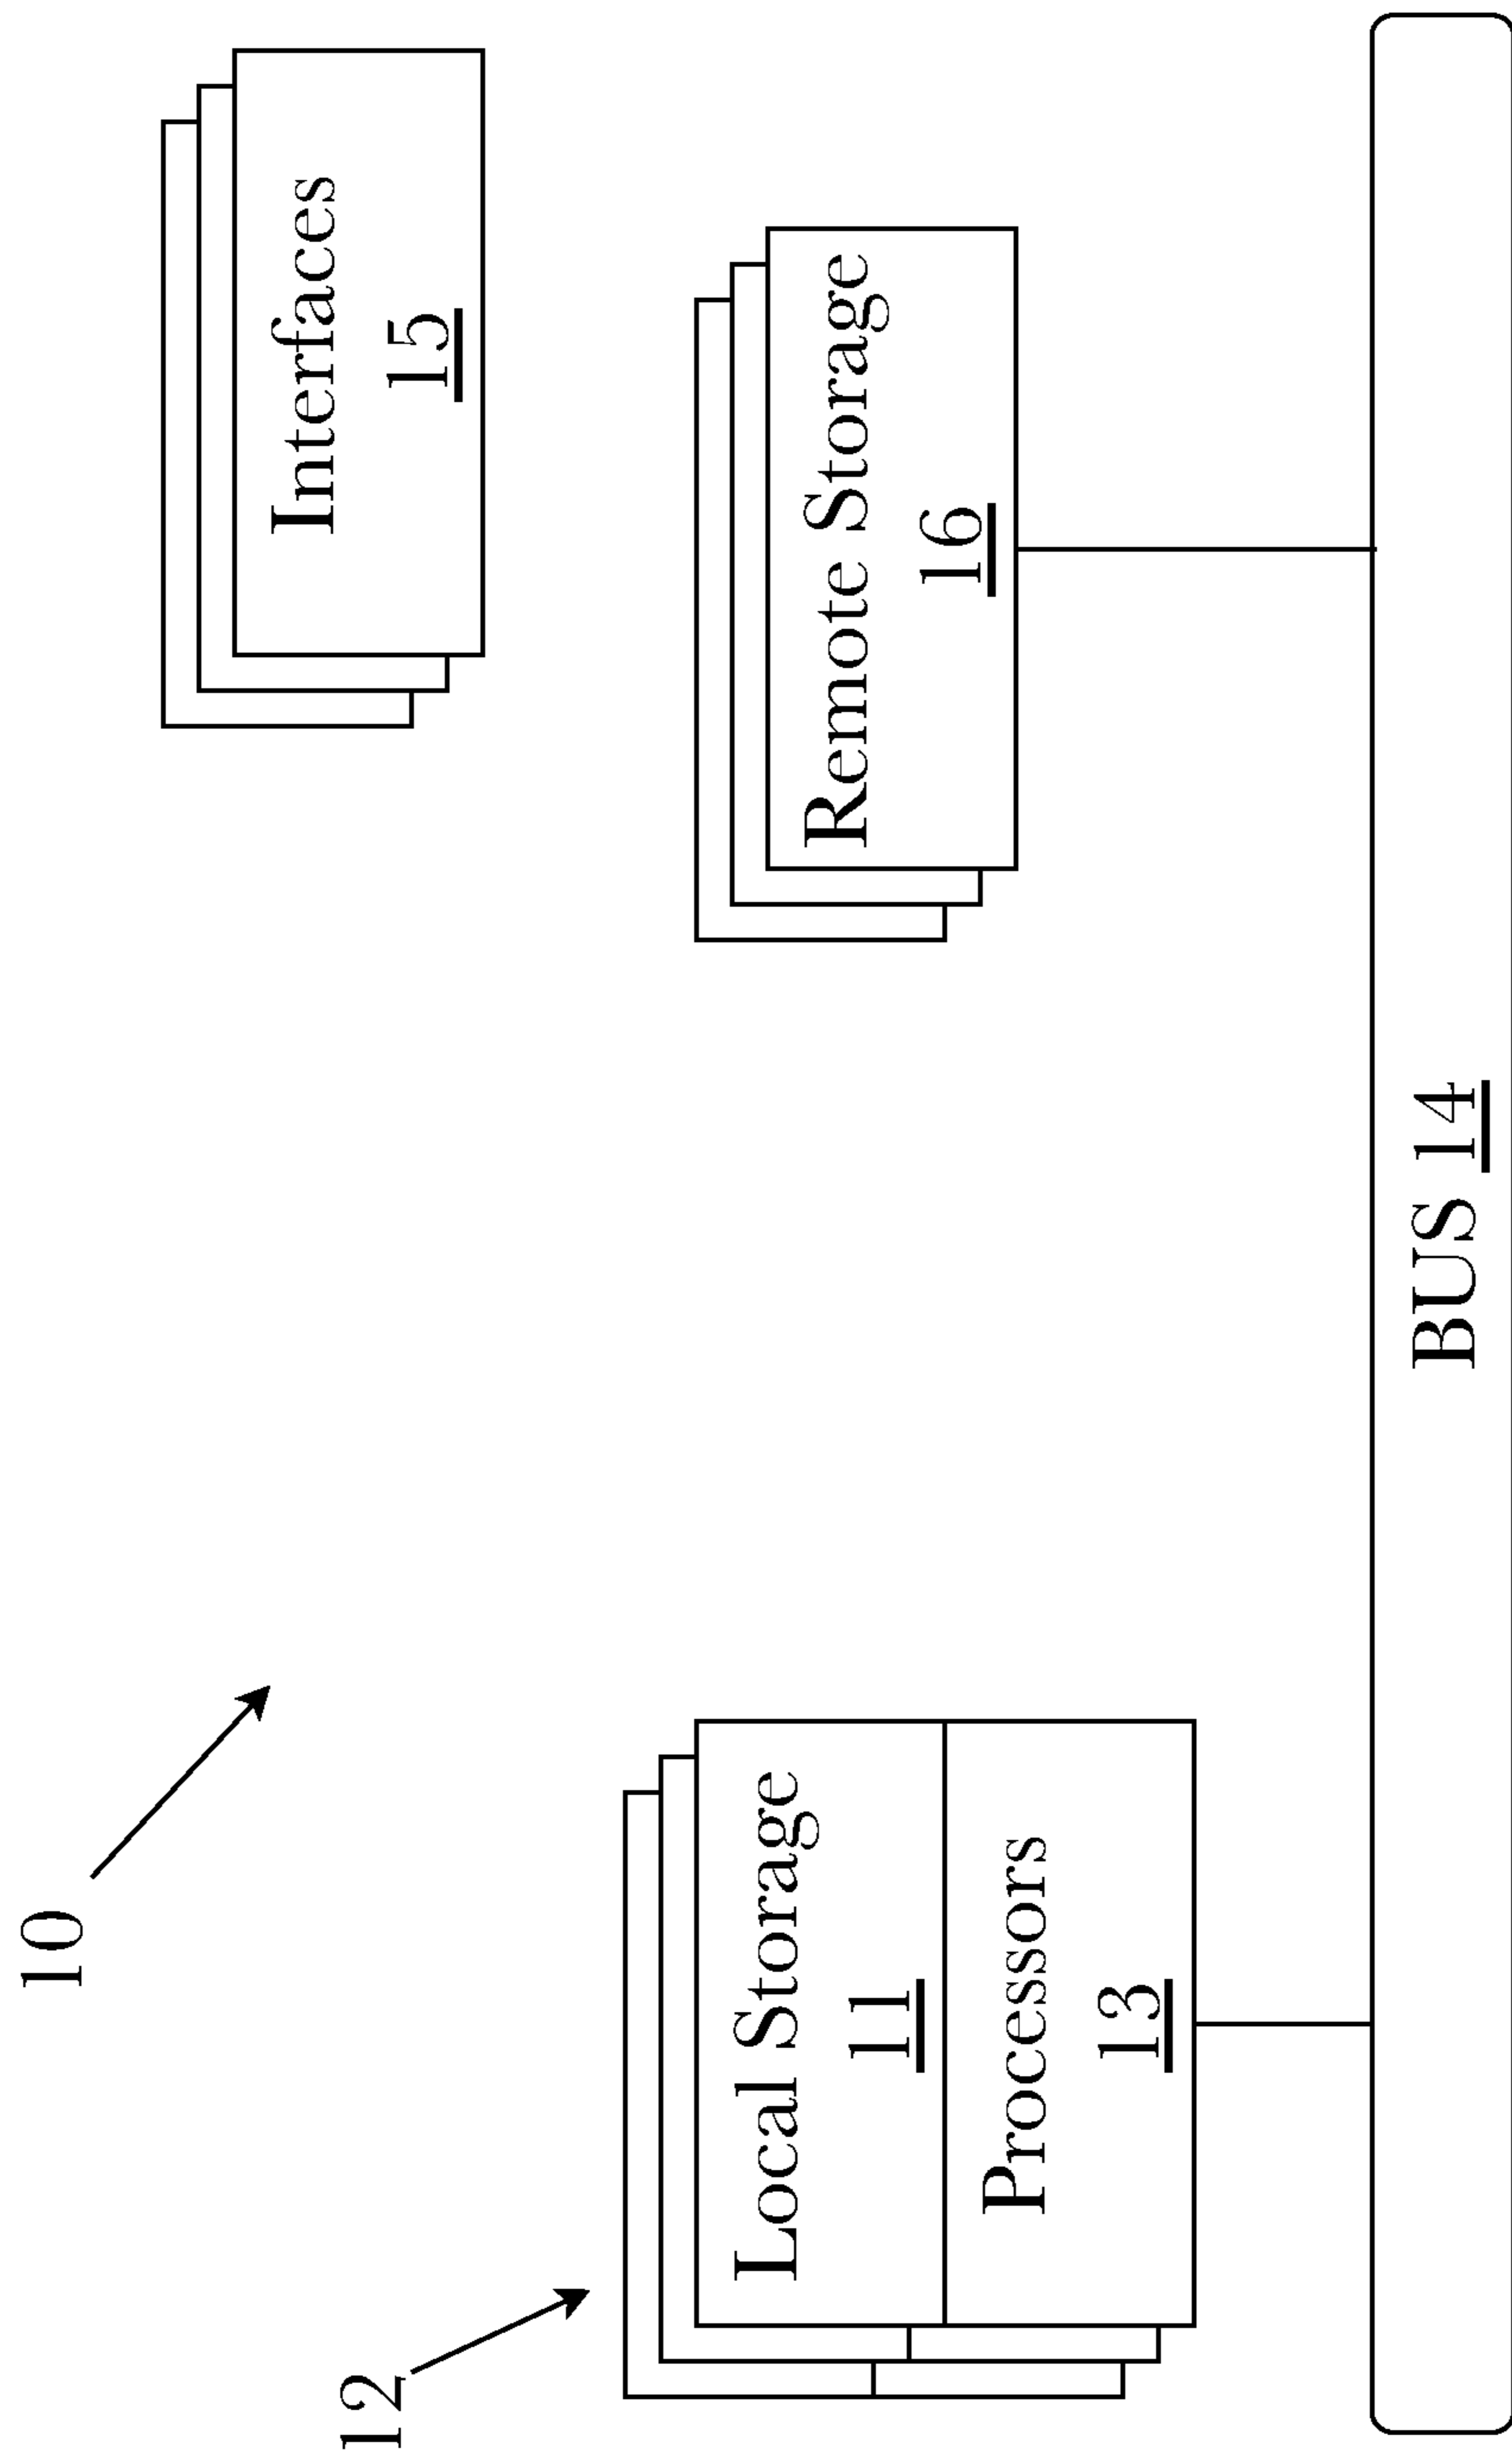 10
12
Interfaces
15
Local Storage
11
Processors
13
Remote Storage
16
BUS 14